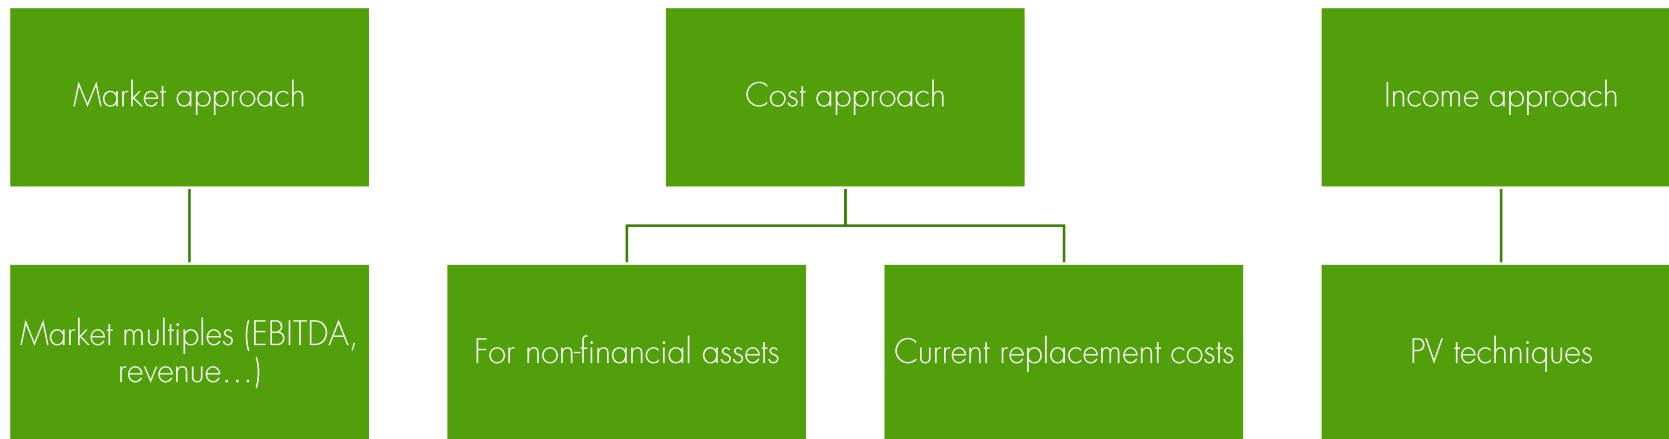 Market approach
Cost approach
Income approach
Market multiples (EBITDA,
revenue...)
For non-financial assets
Current replacement costs
PV techniques